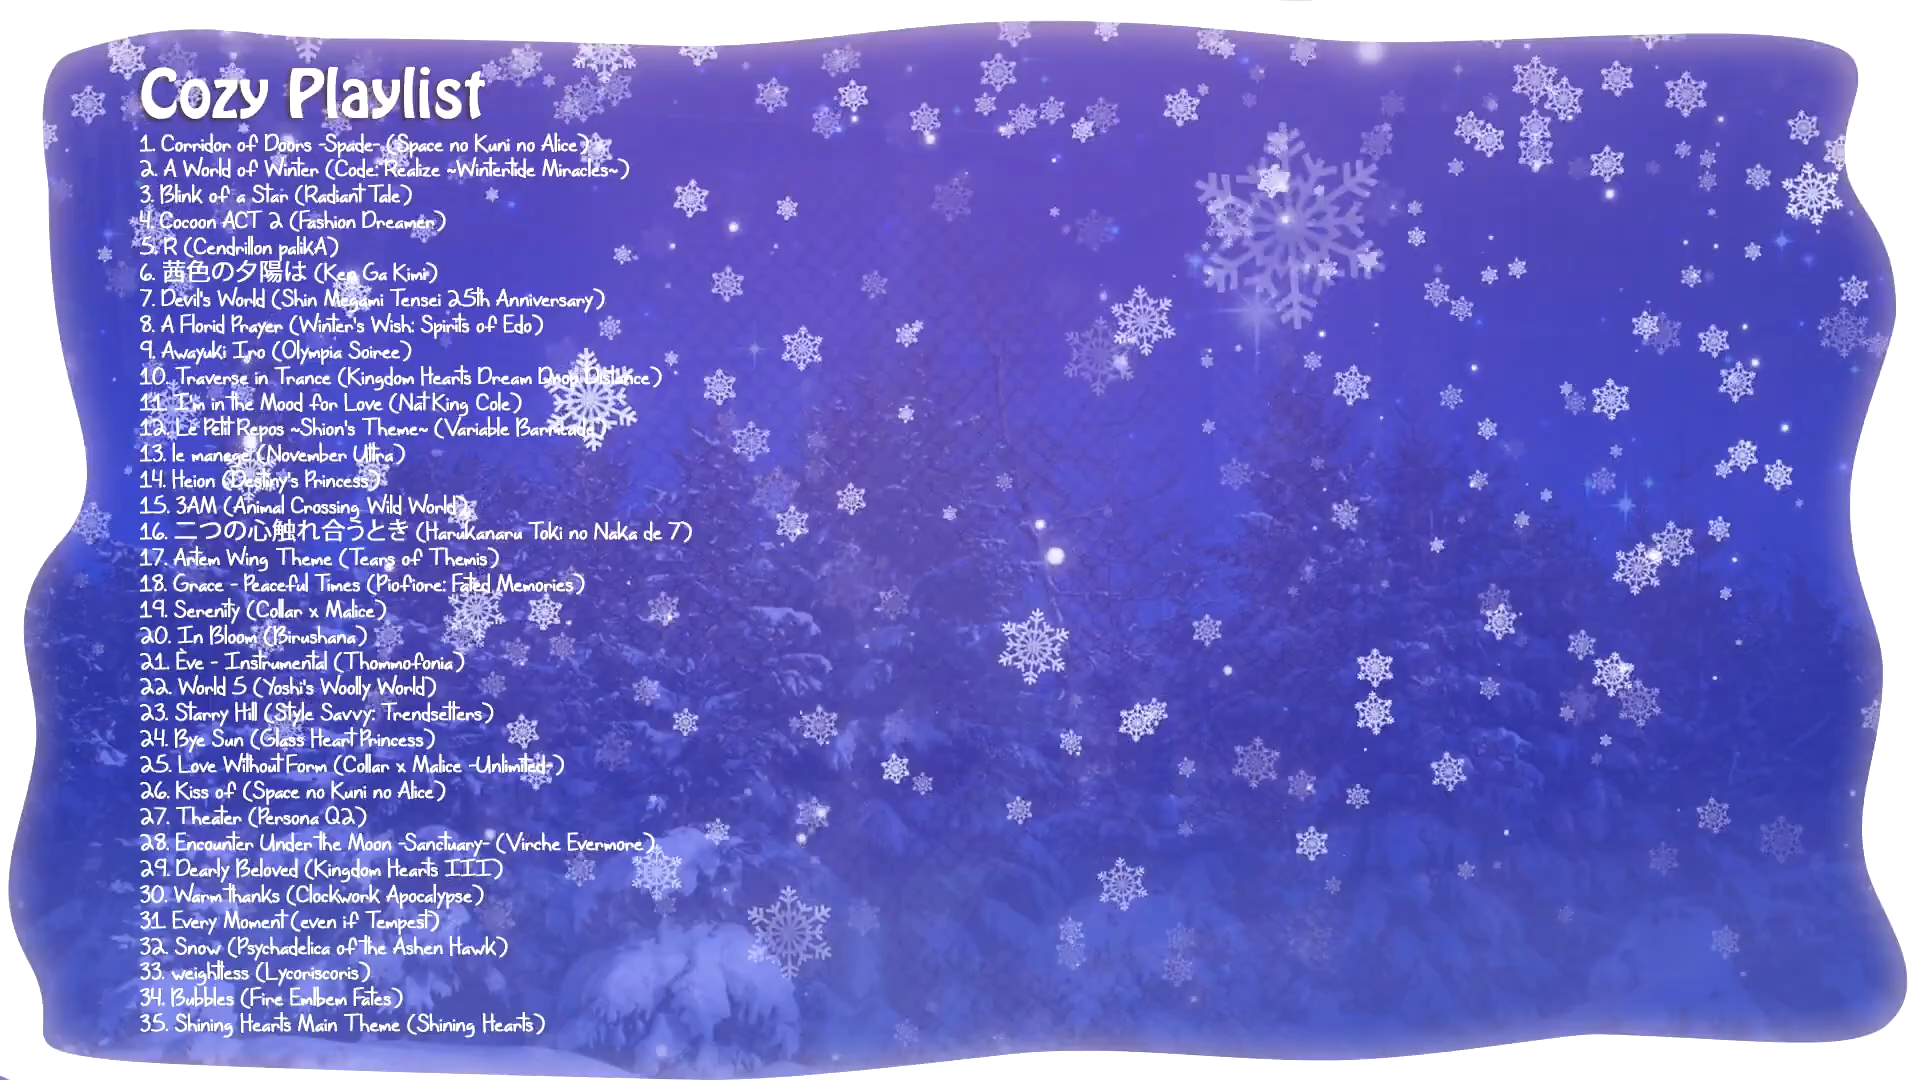 Cozy Playlist
1. Corridor of Doors -Spade- (Space no Kuni no Alice)
2. A World of Winter (Code: Realize ~Wintertide Miracles~)
3. Blink of a Star (Radiant Tale)
4. Cocoon ACT 2 (Fashion Dreamer)
5. R (Cendrillon palikA)
6. 茜色の夕陽は (Ken Ga Kimi)
7. Devil's World (Shin Megami Tensei 25th Anniversary)
8. A Florid Prayer (Winter's Wish: Spirits of Edo)
9. Awayuki Iro (Olympia Soiree)
10. Traverse in Trance (Kingdom Hearts Dream Drop Distance)
11. I'm in the Mood for Love (Nat King Cole)
12. Le Petit Repos ~Shion's Theme~ (Variable Barricade)
13. le manege (November Ultra)
14. Heion (Destiny's Princess)
15. 3AM (Animal Crossing Wild World)
16. 二つの心触れ合うとき (Harukanaru Toki no Naka de 7)
17. Artem Wing Theme (Tears of Themis)
18. Grace - Peaceful Times (Piofiore: Fated Memories)
19. Serenity (Collar x Malice)
20. In Bloom (Birushana)
21. Ève - Instrumental (Thommofonia)
22. World 5 (Yoshi's Woolly World)
23. Starry Hill (Style Savvy: Trendsetters)
24. Bye Sun (Glass Heart Princess)
25. Love Without Form (Collar x Malice -Unlimited-)
26. Kiss of (Space no Kuni no Alice)
27. Theater (Persona Q2)
28. Encounter Under the Moon -Sanctuary- (Virche Evermore)
29. Dearly Beloved (Kingdom Hearts III)
30. Warm thanks (Clockwork Apocalypse)
31. Every Moment (even if Tempest)
32. Snow (Psychadelica of the Ashen Hawk)
33. weightless (Lycoriscoris)
34. Bubbles (Fire Emlbem Fates)
35. Shining Hearts Main Theme (Shining Hearts)